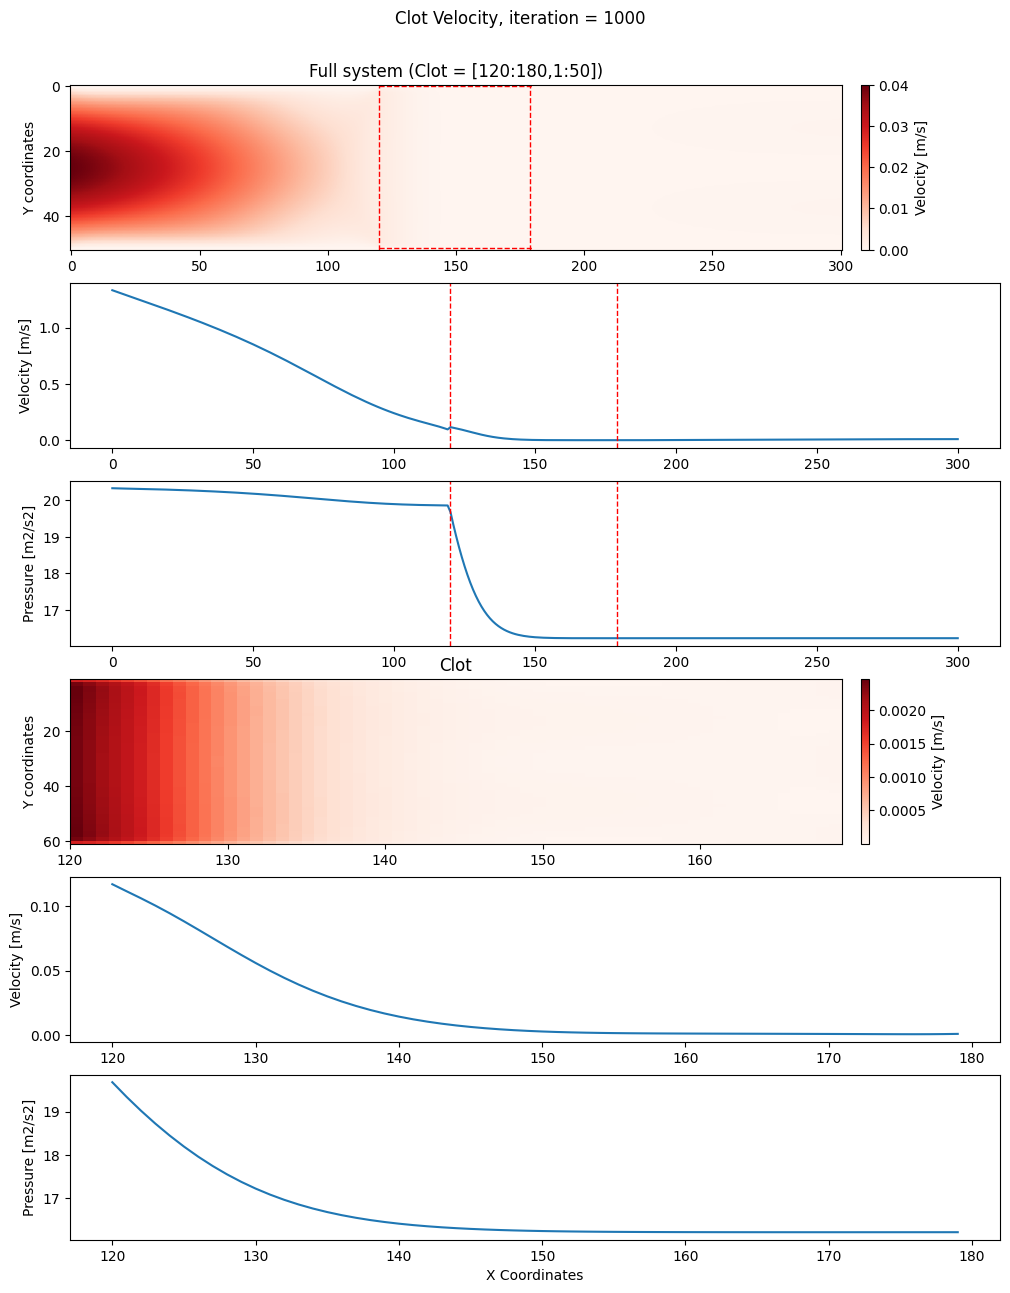 Clot Velocity, iteration = 1000
Full system (Clot = [120:180,1:50])
Y coordinates
0
20
40
0 50 100 150 200 250 300
0.04
0.03
0.02
0.01
0.00
Velocity [m/s]
Velocity [m/s]
1.0
0.5
0.0
0 50 100 150 200 250 300
Pressure [m2/s2]
20
19
18
17
0 50 100 150 200 250 300
Clot
Y coordinates
20
40
60
120 130 140 150 160
0.0020
0.0015
0.0010
0.0005
Velocity [m/s]
Velocity [m/s]
0.10
0.05
0.00
120 130 140 150 160 170 180
Pressure [m2/s2]
19
18
17
120 130 140 150 160 170 180
X Coordinates